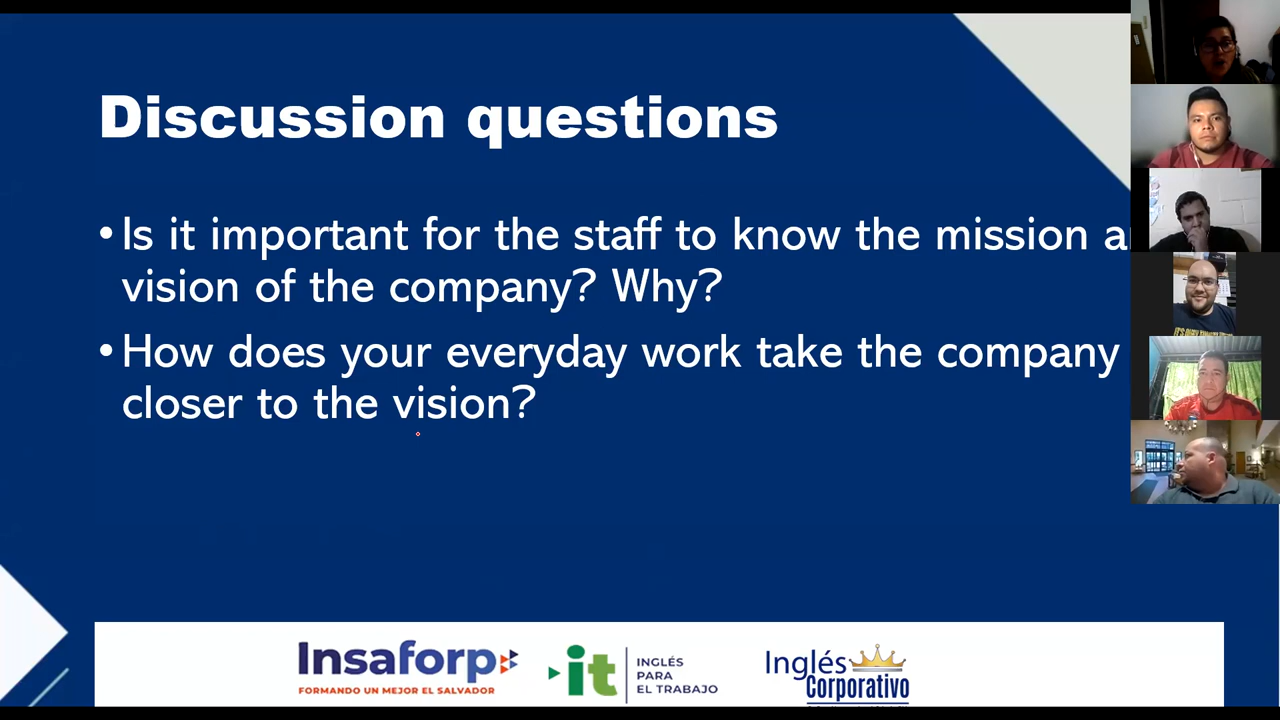 Discussion questions
• Is it important for the staff to know the mission
vision of the company? Why?
• How does your everyday work take the company
closer to the vision?
Insaforp
FORMANDO UN MEJOR EL SALVADOR
it
INGLÉS
PARA
EL TRABAJO
Inglés
Corporativo